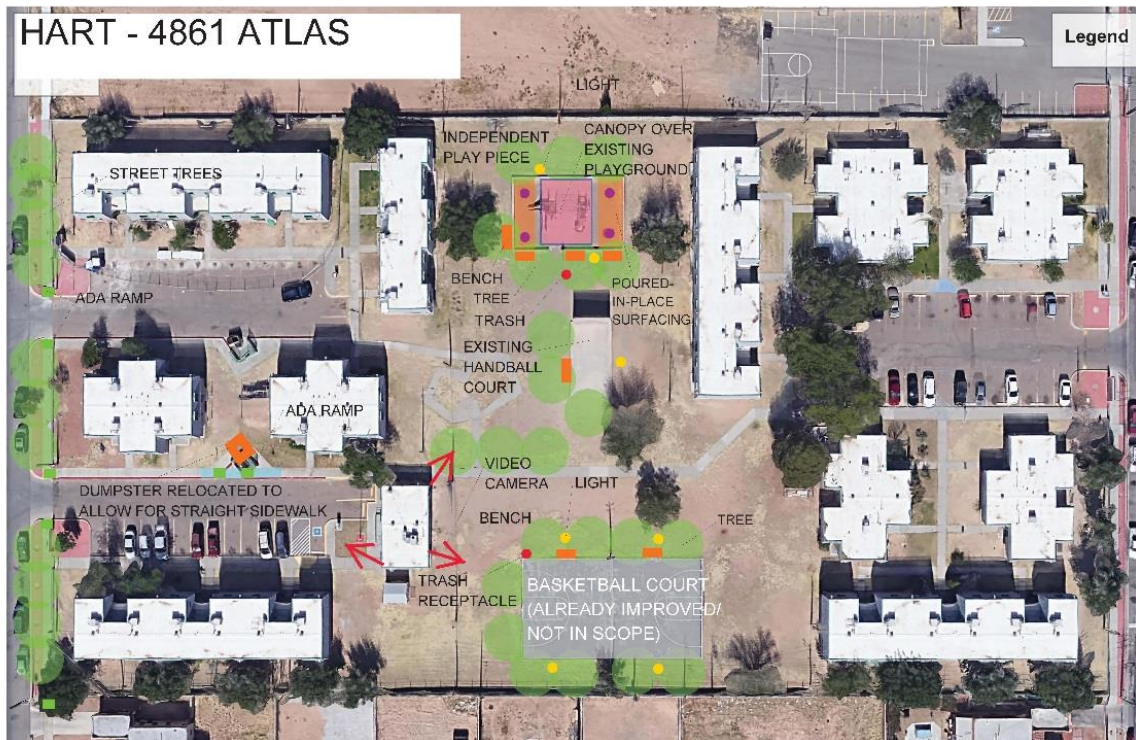 HART - 4861 ATLAS
Legend
LIGHT
INDEPENDENT
PLAY PIECE
CANOPY OVER
EXISTING
PLAYGROUND
STREET TREES
ADA RAMP
BENCH
TREE
TRASH
POURED-
IN-PLACE
SURFACING
EXISTING
HANDBALL
COURT
ADA RAMP
VIDEO
CAMERA
LIGHT
DUMPSTER RELOCATED TO
ALLOW FOR STRAIGHT SIDEWALK
BENCH
TREE
TRASH
RECEPTACLE
BASKETBALL COURT
(ALREADY IMPROVED/
NOT IN SCOPE)